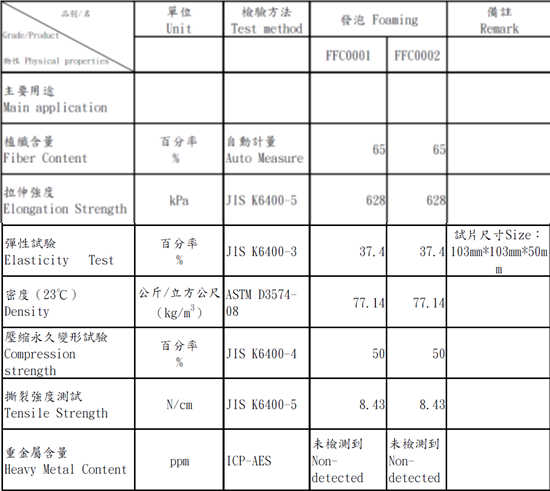 品別/名
Grade/Product
物性 Physical properties
單位
Unit
檢驗方法
Test method
發泡 Foaming
備註
Remark
FFC0001
FFC0002
主要用途
Main application
植纖含量
Fiber Content
百分率
%
自動計量
Auto Measure
65
65
拉伸強度
Elongation Strength
kPa
JIS K6400-5
628
628
彈性試驗
Elasticity Test
百分率
%
JIS K6400-3
37.4
37.4
試片尺寸Size：
103mm*103mm*50m
m
密度（23℃）
Density
公斤/立方公尺
（kg/m³）
ASTM D3574-
08
77.14
77.14
壓縮永久變形試驗
Compression
strength
百分率
%
JIS K6400-4
50
50
撕裂強度測試
Tensile Strength
N/cm
JIS K6400-5
8.43
8.43
重金屬含量
Heavy Metal Content
ppm
ICP-AES
未檢測到
Non-
detected
未檢測到
Non-
detected